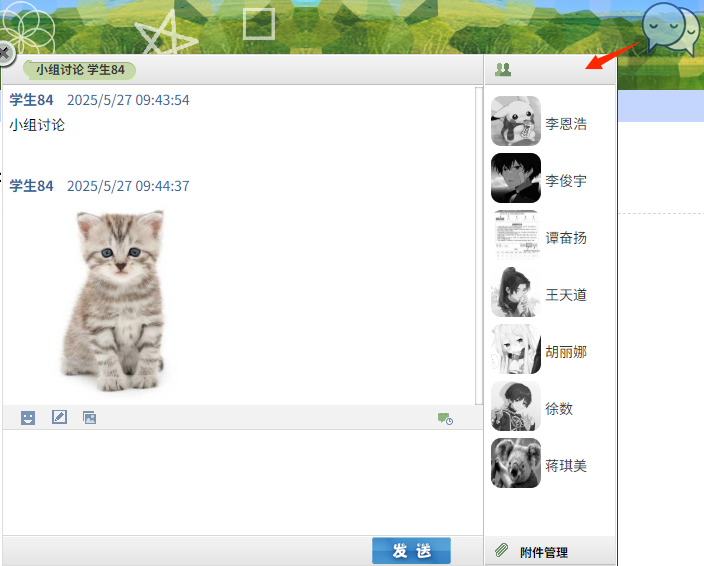 小组讨论 学生84
学生84 2025/5/27 09:43:54
小组讨论
学生84 2025/5/27 09:44:37
李恩浩
李俊宇
谭奋扬
王天道
胡丽娜
徐数
蒋琪美
发 送
附件管理